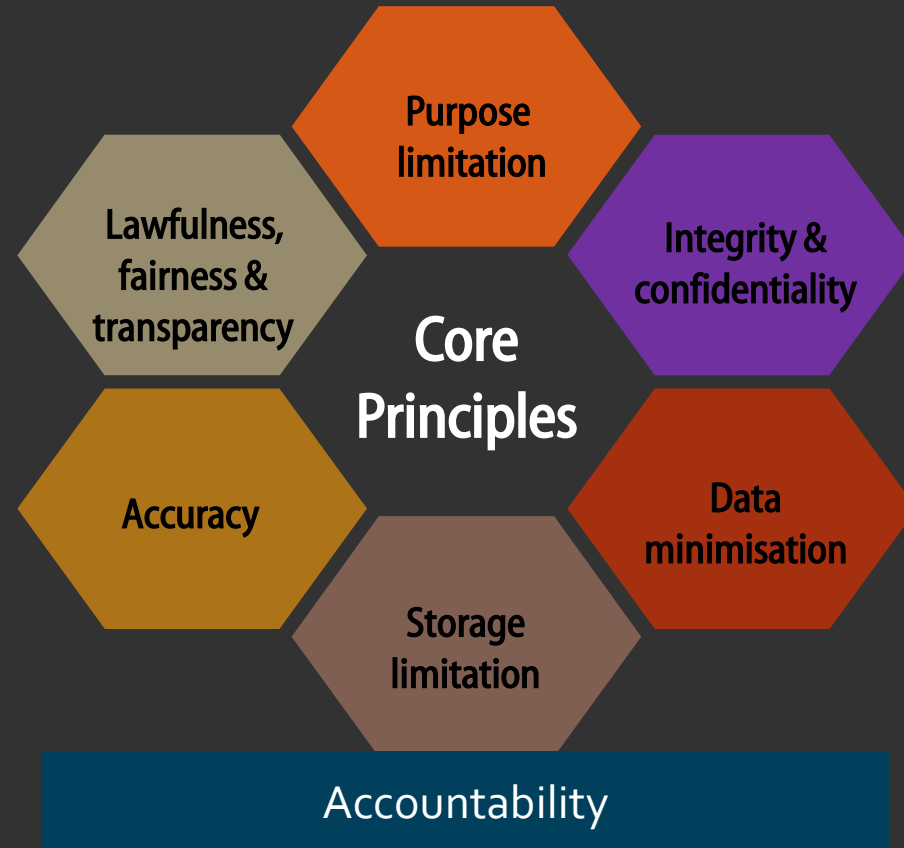 Purpose
limitation
Lawfulness,
fairness &
transparency
Integrity &
confidentiality
Core
Principles
Accuracy
Data
minimisation
Storage
limitation
Accountability